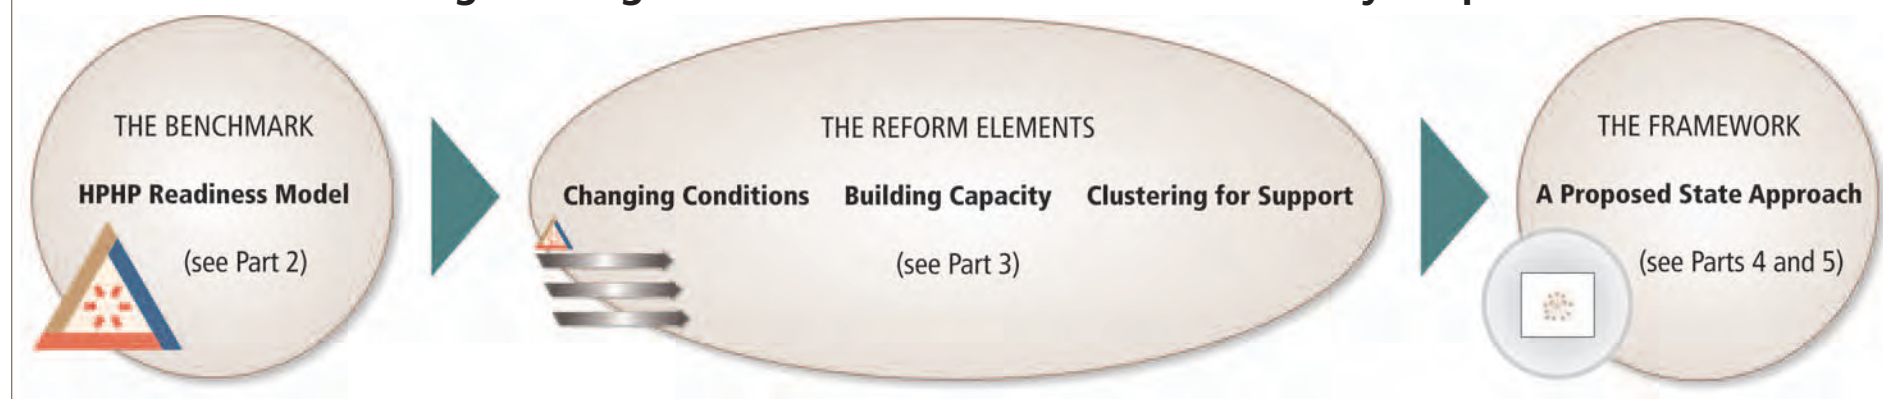 THE BENCHMARK
HPHP Readiness Model
(see Part 2)
THE REFORM ELEMENTS
Changing Conditions Building Capacity Clustering for Support
(see Part 3)
THE FRAMEWORK
A Proposed State Approach
(see Parts 4 and 5)